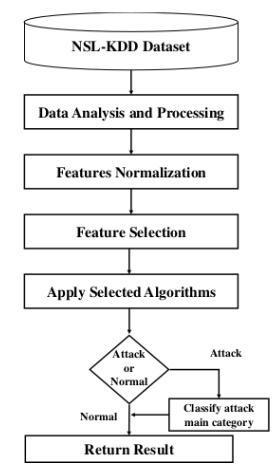 NSL-KDD Dataset
Data Analysis and Processing
Features Normalization
Feature Selection
Apply Selected Algorithms
Attack
or
Normal
Attack
Classify attack
main category
Normal
Return Result